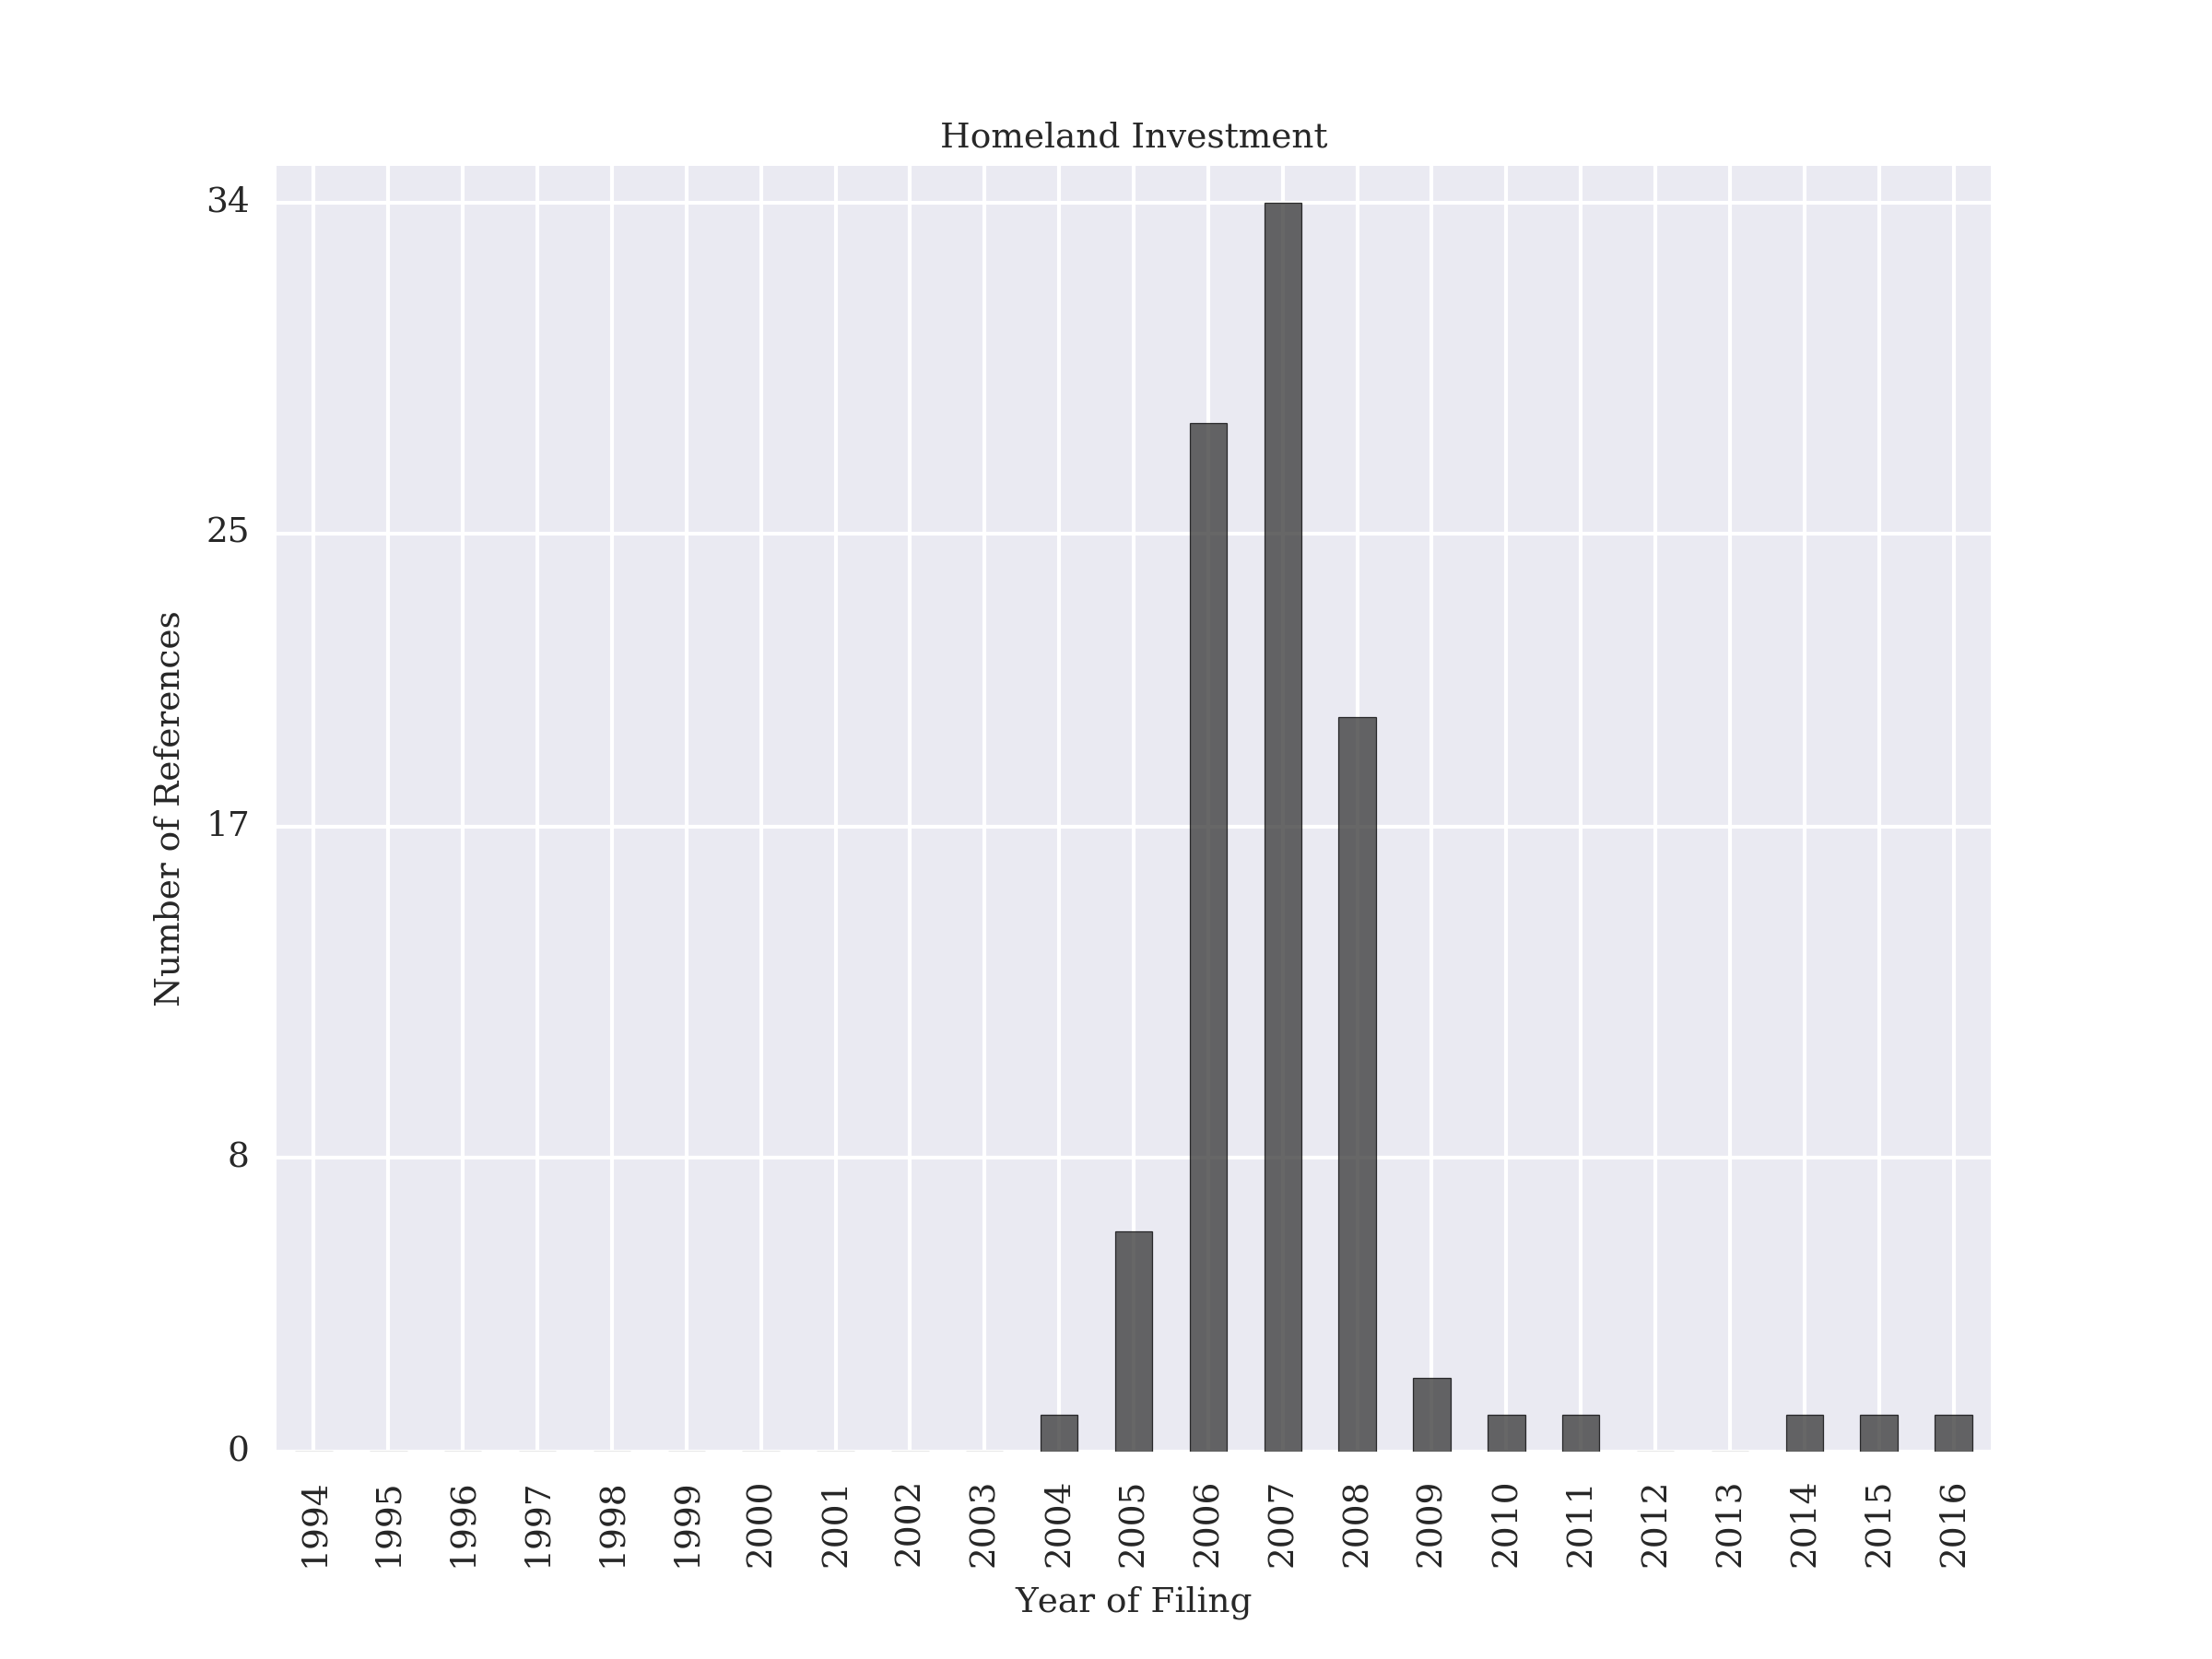 Homeland Investment
34
25
17
8
0
Number of References
1994 1995 1996 1997 1998 1999 2000 2001 2002 2003 2004 2005 2006 2007 2008 2009 2010 2011 2012 2013 2014 2015 2016
Year of Filing